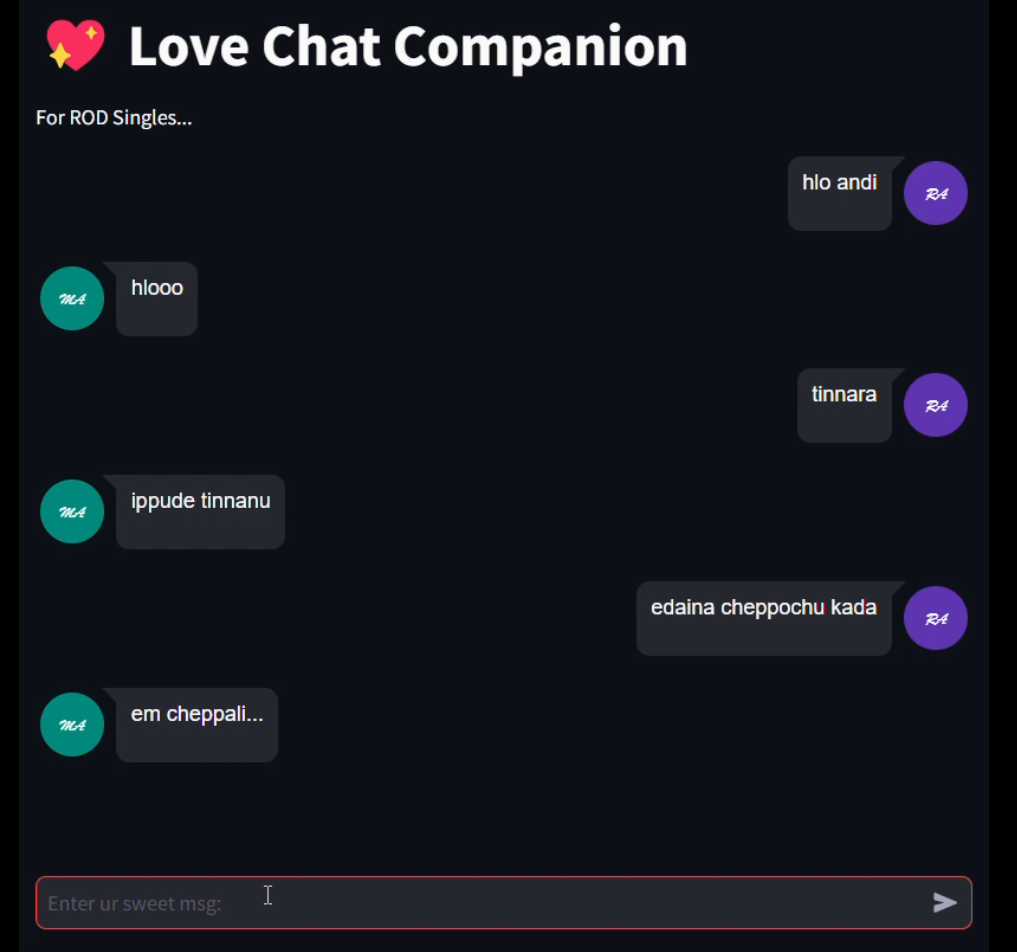 Love Chat Companion
For ROD Singles...
hlo andi
RA
MA
hlooo
tinnara
RA
MA
ippude tinnanu
edaina cheppochu kada
RA
MA
em cheppali...
Enter ur sweet msg: